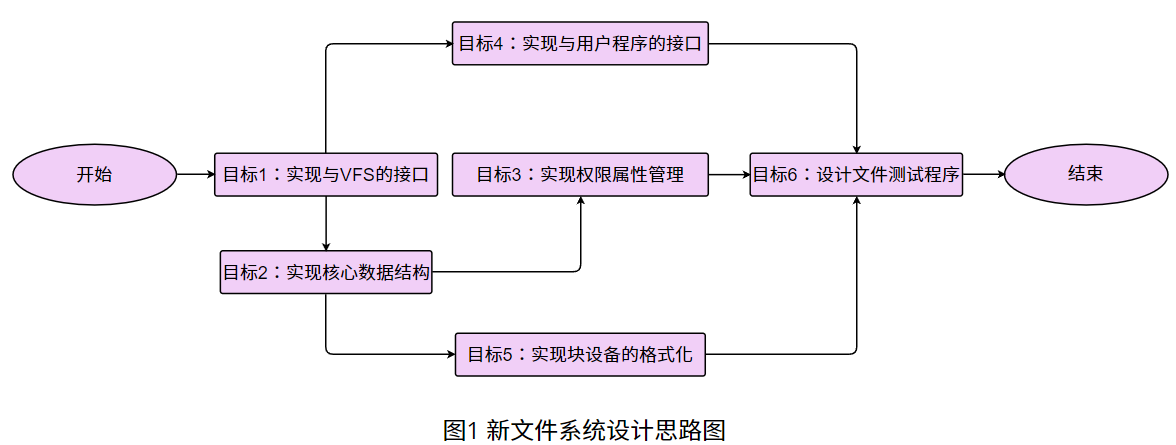 目标4：实现与用户程序的接口
开始
目标1：实现与VFS的接口
目标3：实现权限属性管理
目标6：设计文件测试程序
结束
目标2：实现核心数据结构
目标5：实现块设备的格式化
图1 新文件系统设计思路图